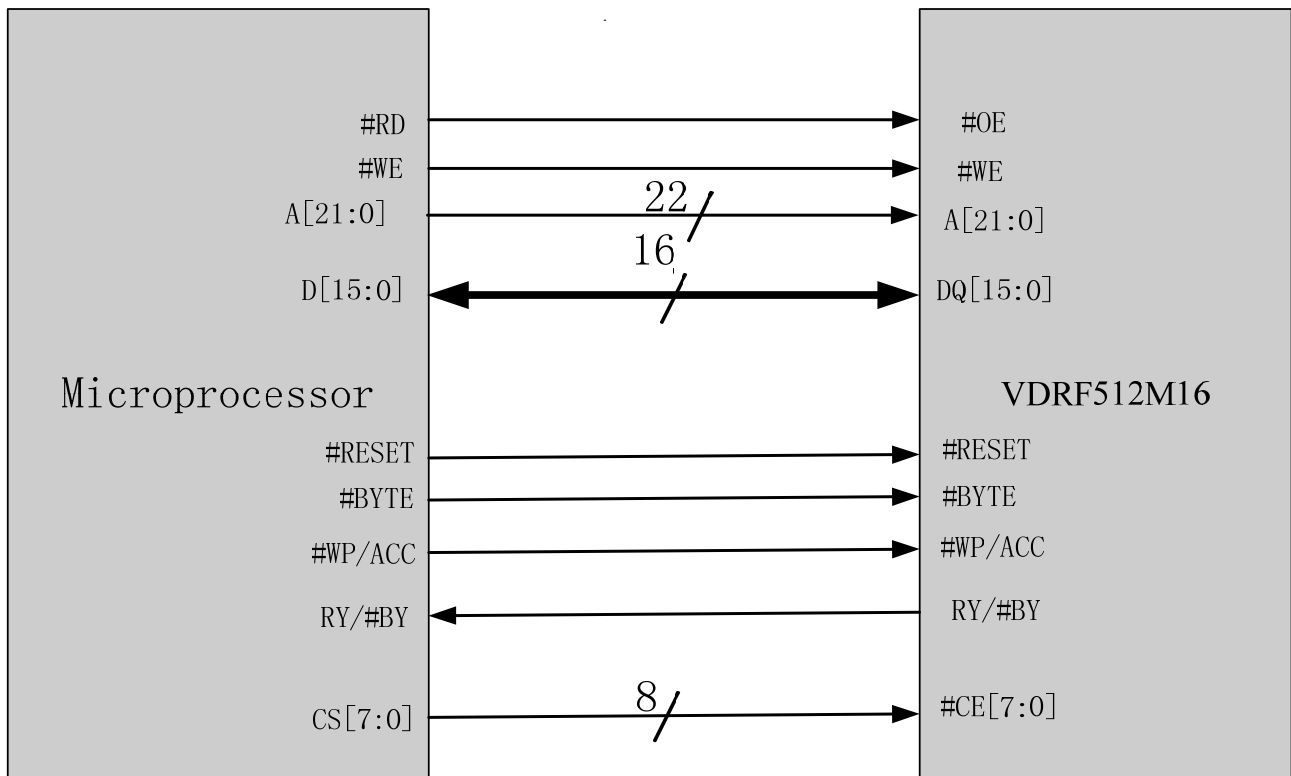 #RD #OE
#WE #WE
22
A[21:0] A[21:0]
16
D[15:0] DQ[15:0]
Microprocessor VDRF512M16
#RESET #RESET
#BYTE #BYTE
#WP/ACC #WP/ACC
RY/#BY RY/#BY
8
CS[7:0] #CE[7:0]